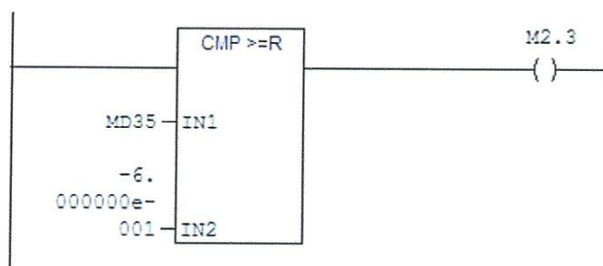 CMP >=R
M2.3
( )
MD35
IN1
-6.
000000e-
001
IN2